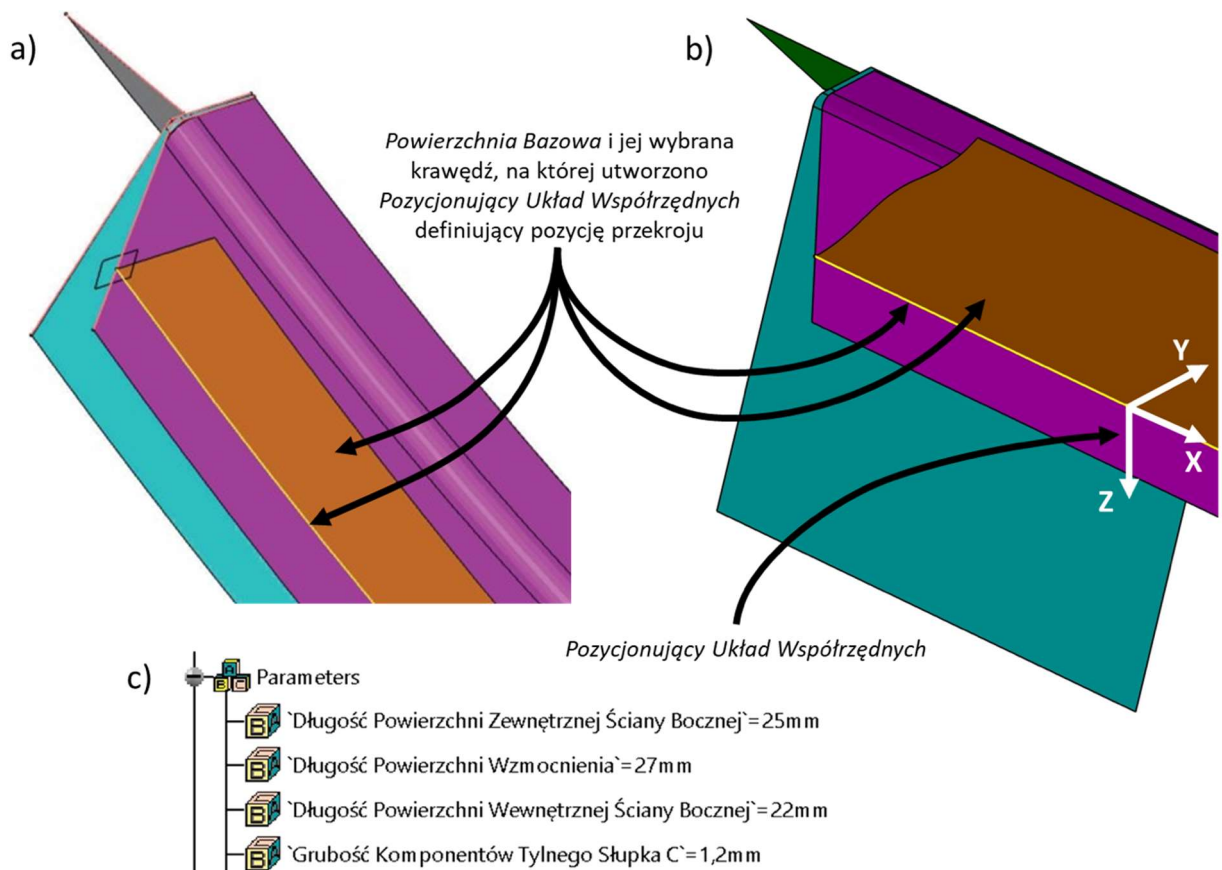 a)
b)
Powierzchnia Bazowa i jej wybrana
krawędź, na której utworzono
Pozycjonujący Układ Współrzędnych
definiujący pozycję przekroju
Y
X
Z
Pozycjonujący Układ Współrzędnych
c)
Parameters
`Długość Powierzchni Zewnętrznej Ściany Bocznej`=25mm
`Długość Powierzchni Wzmocnienia`=27mm
`Długość Powierzchni Wewnętrznej Ściany Bocznej`=22mm
`Grubość Komponentów Tylnego Słupka C`=1,2mm